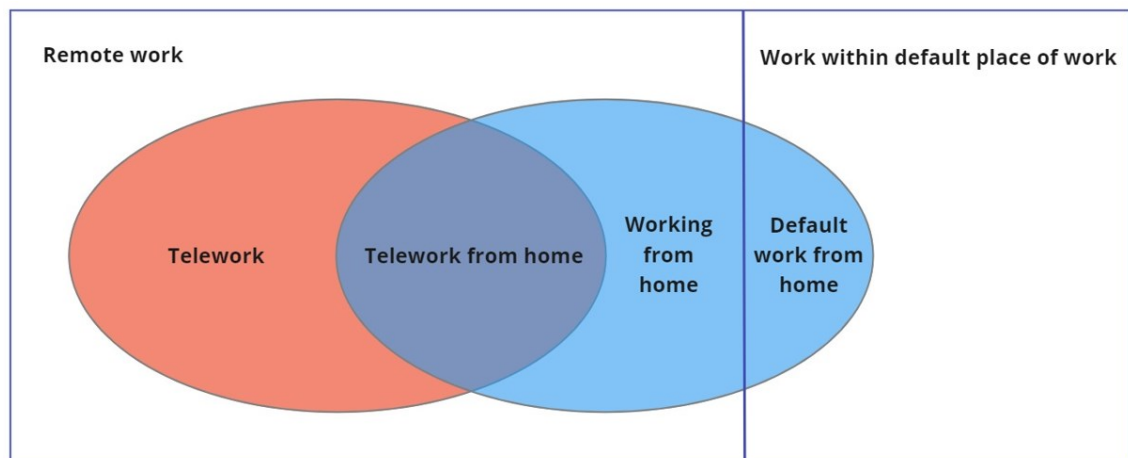 Remote work
Work within default place of work
Telework
Telework from home
Working
from
home
Default
work from
home